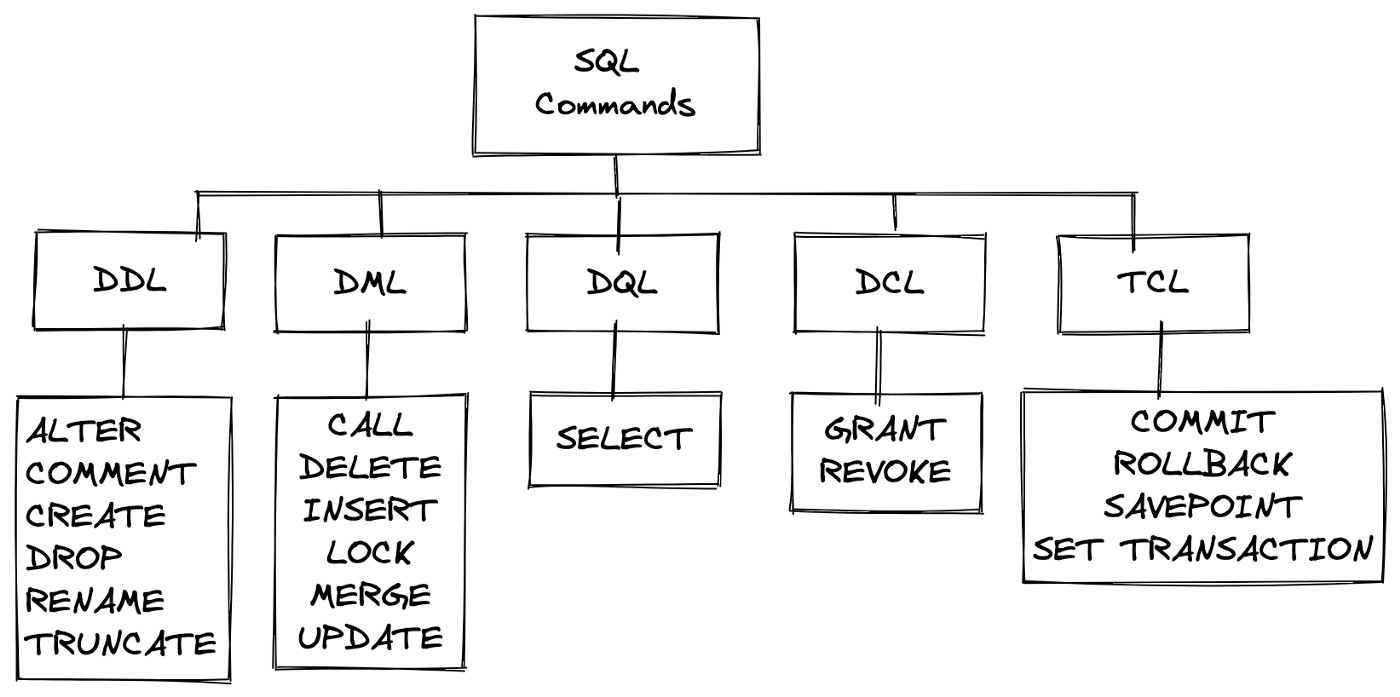 SQL
Commands
DDL
DML
DQL
DCL
TCL
ALTER
COMMENT
CREATE
DROP
RENAME
TRUNCATE
CALL
DELETE
INSERT
LOCK
MERGE
UPDATE
SELECT
GRANT
REVOKE
COMMIT
ROLLBACK
SAVEPOINT
SET TRANSACTION